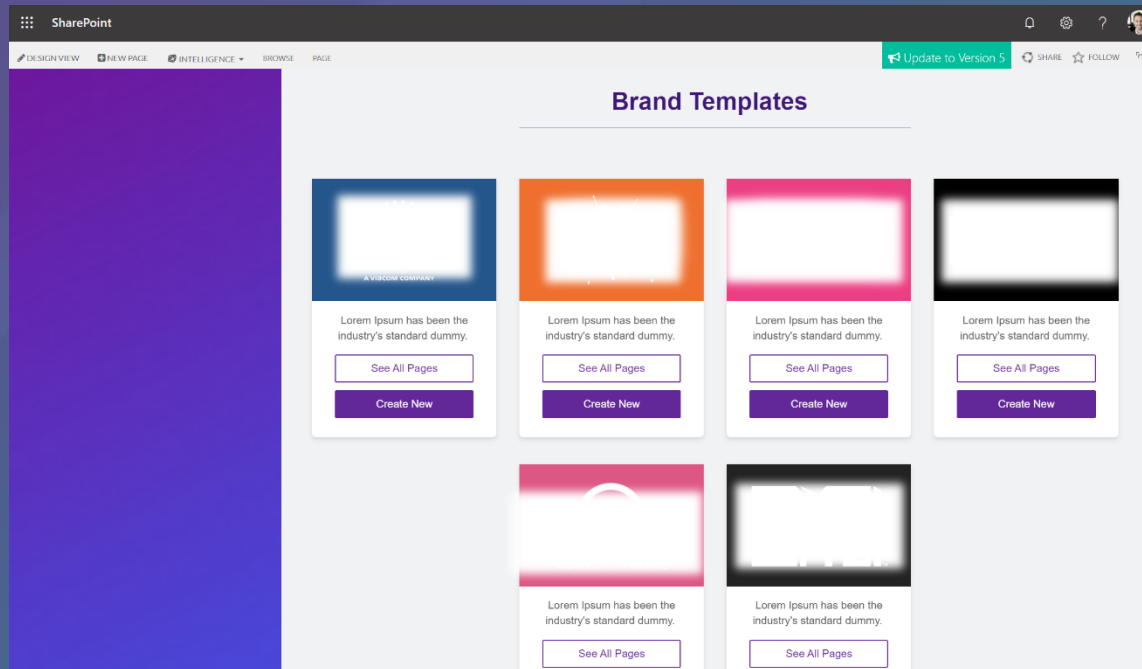 SharePoint
DESIGN VIEW NEW PAGE INTELLIGENCE BROWSE PAGE Update to Version 5 SHARE FOLLOW
Brand Templates
A VIACOM COMPANY
Lorem Ipsum has been the
industry's standard dummy.
See All Pages
Create New
Lorem Ipsum has been the
industry's standard dummy.
See All Pages
Create New
Lorem Ipsum has been the
industry's standard dummy.
See All Pages
Create New
Lorem Ipsum has been the
industry's standard dummy.
See All Pages
Create New
Lorem Ipsum has been the
industry's standard dummy.
See All Pages
Lorem Ipsum has been the
industry's standard dummy.
See All Pages